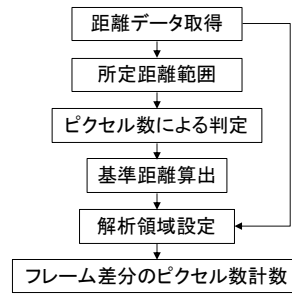 距離データ取得
所定距離範囲
ピクセル数による判定
基準距離算出
解析領域設定
フレーム差分のピクセル数計数